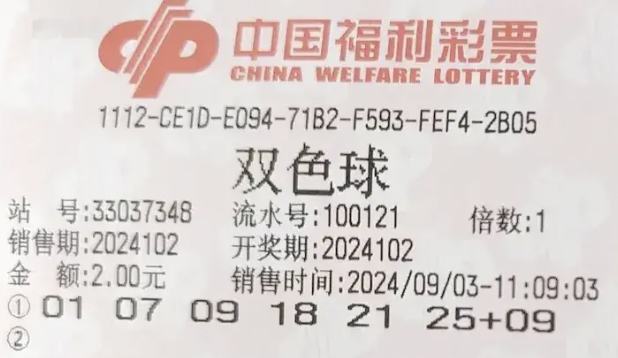 中国福利彩票
CHINA WELFARE LOTTERY
1112-CE1D-E094-71B2-F593-FEF4-2B05
双色球
站 号:33037348 流水号:100121 倍数:1
销售期:2024102 开奖期:2024102
金 额:2.00元 销售时间:2024/09/03-11:09:03
① 01 07 09 18 21 25+09
②